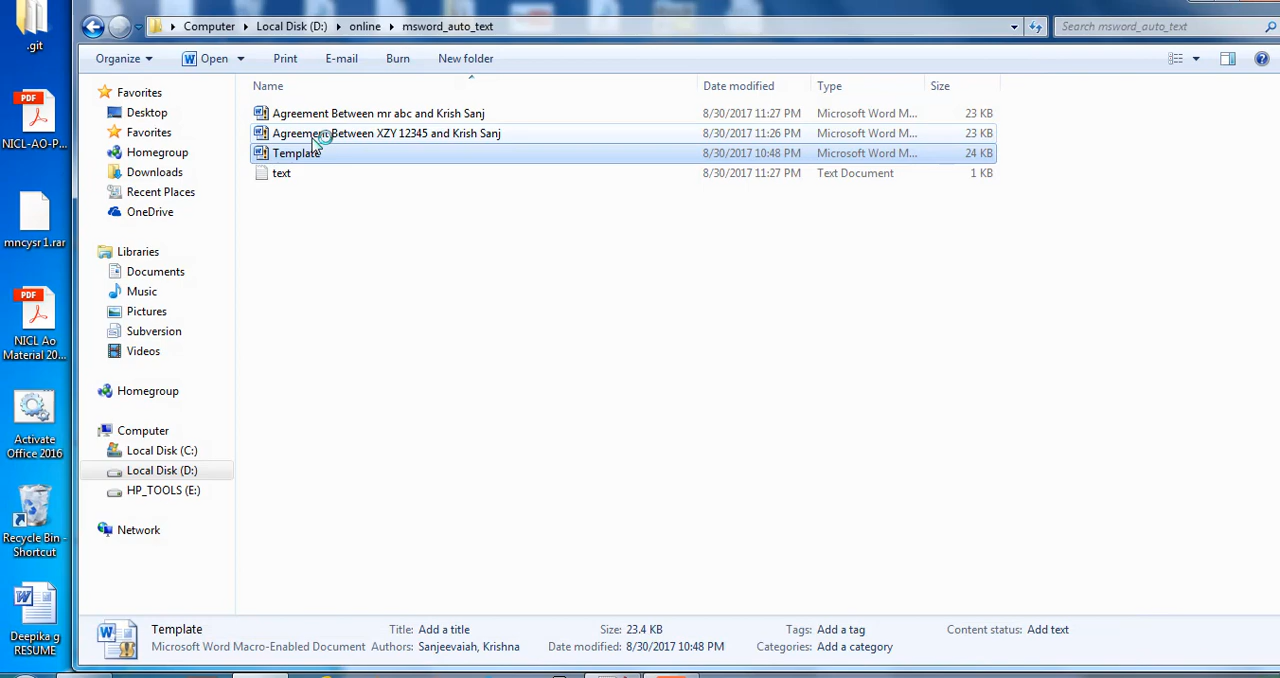 .git
NICL-AO-P...
mncysr1.rar
NICL Ao
Material 20...
Activate
Office 2016
Recycle Bin -
Shortcut
Deepika g
RESUME
Computer
Local Disk (D:)
online
msword_auto_text
Search msword_auto_text
Organize
Open
Print
E-mail
Burn
New folder
Favorites
Desktop
Favorites
Homegroup
Downloads
Recent Places
OneDrive
Libraries
Documents
Music
Pictures
Subversion
Videos
Homegroup
Computer
Local Disk (C:)
Local Disk (D:)
HP_TOOLS (E:)
Network
Name Date modified Type Size
Agreement Between mr abc and Krish Sanj 8/30/2017 11:27 PM Microsoft Word M... 23 KB
Agreement Between XZY 12345 and Krish Sanj 8/30/2017 11:26 PM Microsoft Word M... 23 KB
Template 8/30/2017 10:48 PM Microsoft Word M... 24 KB
text 8/30/2017 11:27 PM Text Document 1 KB
Template Title: Add a title Size: 23.4 KB Tags: Add a tag Content status: Add text
Microsoft Word Macro-Enabled Document Authors: Sanjeevaiah, Krishna Date modified: 8/30/2017 10:48 PM Categories: Add a category